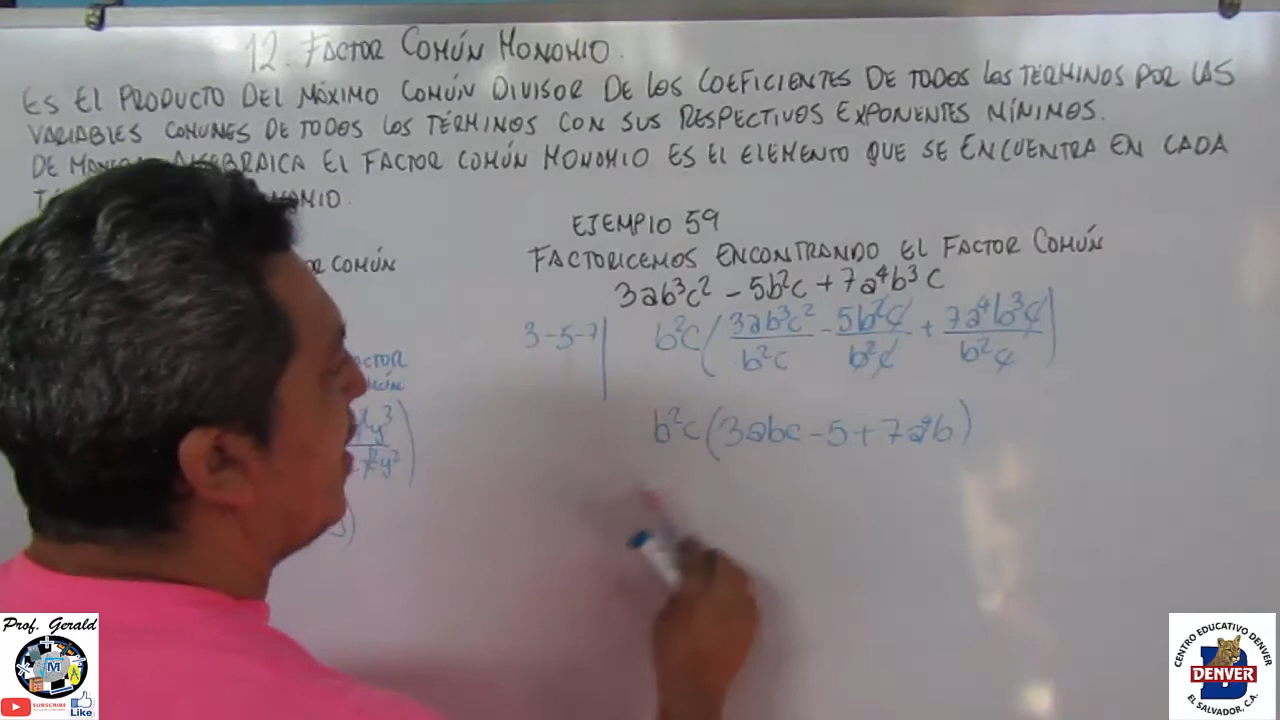 12. FACTOR COMÚN MONOMIO.
ES EL PRODUCTO DEL MÁXIMO COMÚN DIVISOR DE LOS COEFICIENTES DE TODOS LOS TÉRMINOS POR LAS
VARIABLES COMUNES DE TODOS LOS TÉRMINOS CON SUS RESPECTIVOS EXPONENTES MÍNIMOS.
DE ALGEBRAICA EL FACTOR COMÚN MONOMIO ES EL ELEMENTO QUE SE ENCUENTRA EN CADA
EJEMPLO 59
COMÚN
FACTORICEMOS ENCONTRANDO EL FACTOR COMÚN
3ab³c² - 5b²c + 7a⁴b³c
3-5-7| b²c(3ab³c²/b²c - 5b²c/b²c + 7a⁴b³c/b²c)
b²c(3abc - 5 + 7a⁴b)
Prof. Gerald
M
SUBSCRIBE
Like
CENTRO EDUCATIVO DENVER
DENVER
EL SALVADOR, C.A.